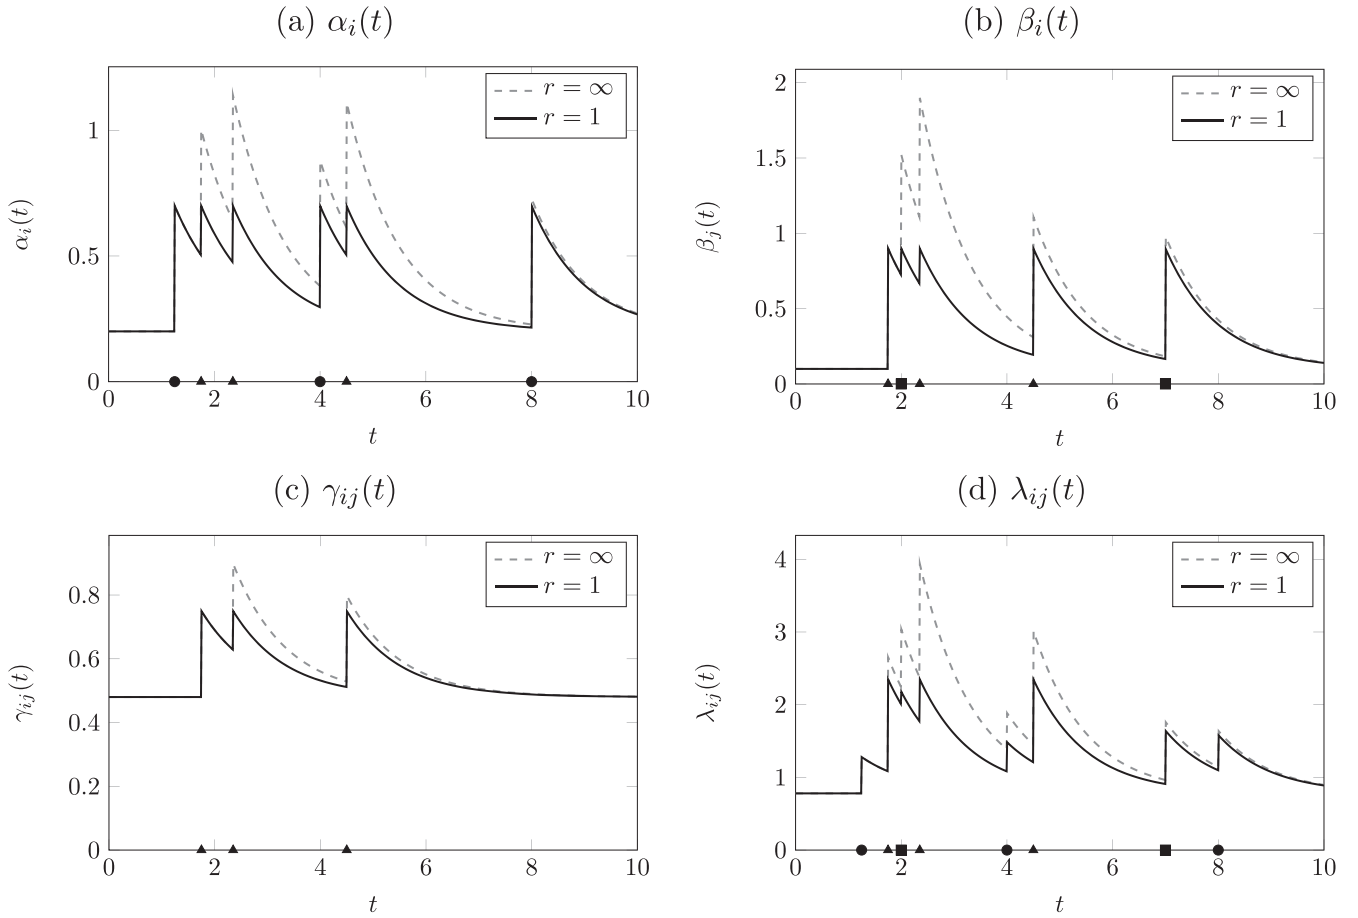 (a) αᵢ(t)
r = ∞
r = 1
1
0.5
0
αᵢ(t)
0 2 4 6 8 10
t
(b) βᵢ(t)
r = ∞
r = 1
2
1.5
1
0.5
0
βⱼ(t)
0 2 4 6 8 10
t
(c) γᵢⱼ(t)
r = ∞
r = 1
0.8
0.6
0.4
0.2
0
γᵢⱼ(t)
0 2 4 6 8 10
t
(d) λᵢⱼ(t)
r = ∞
r = 1
4
3
2
1
0
λᵢⱼ(t)
0 2 4 6 8 10
t